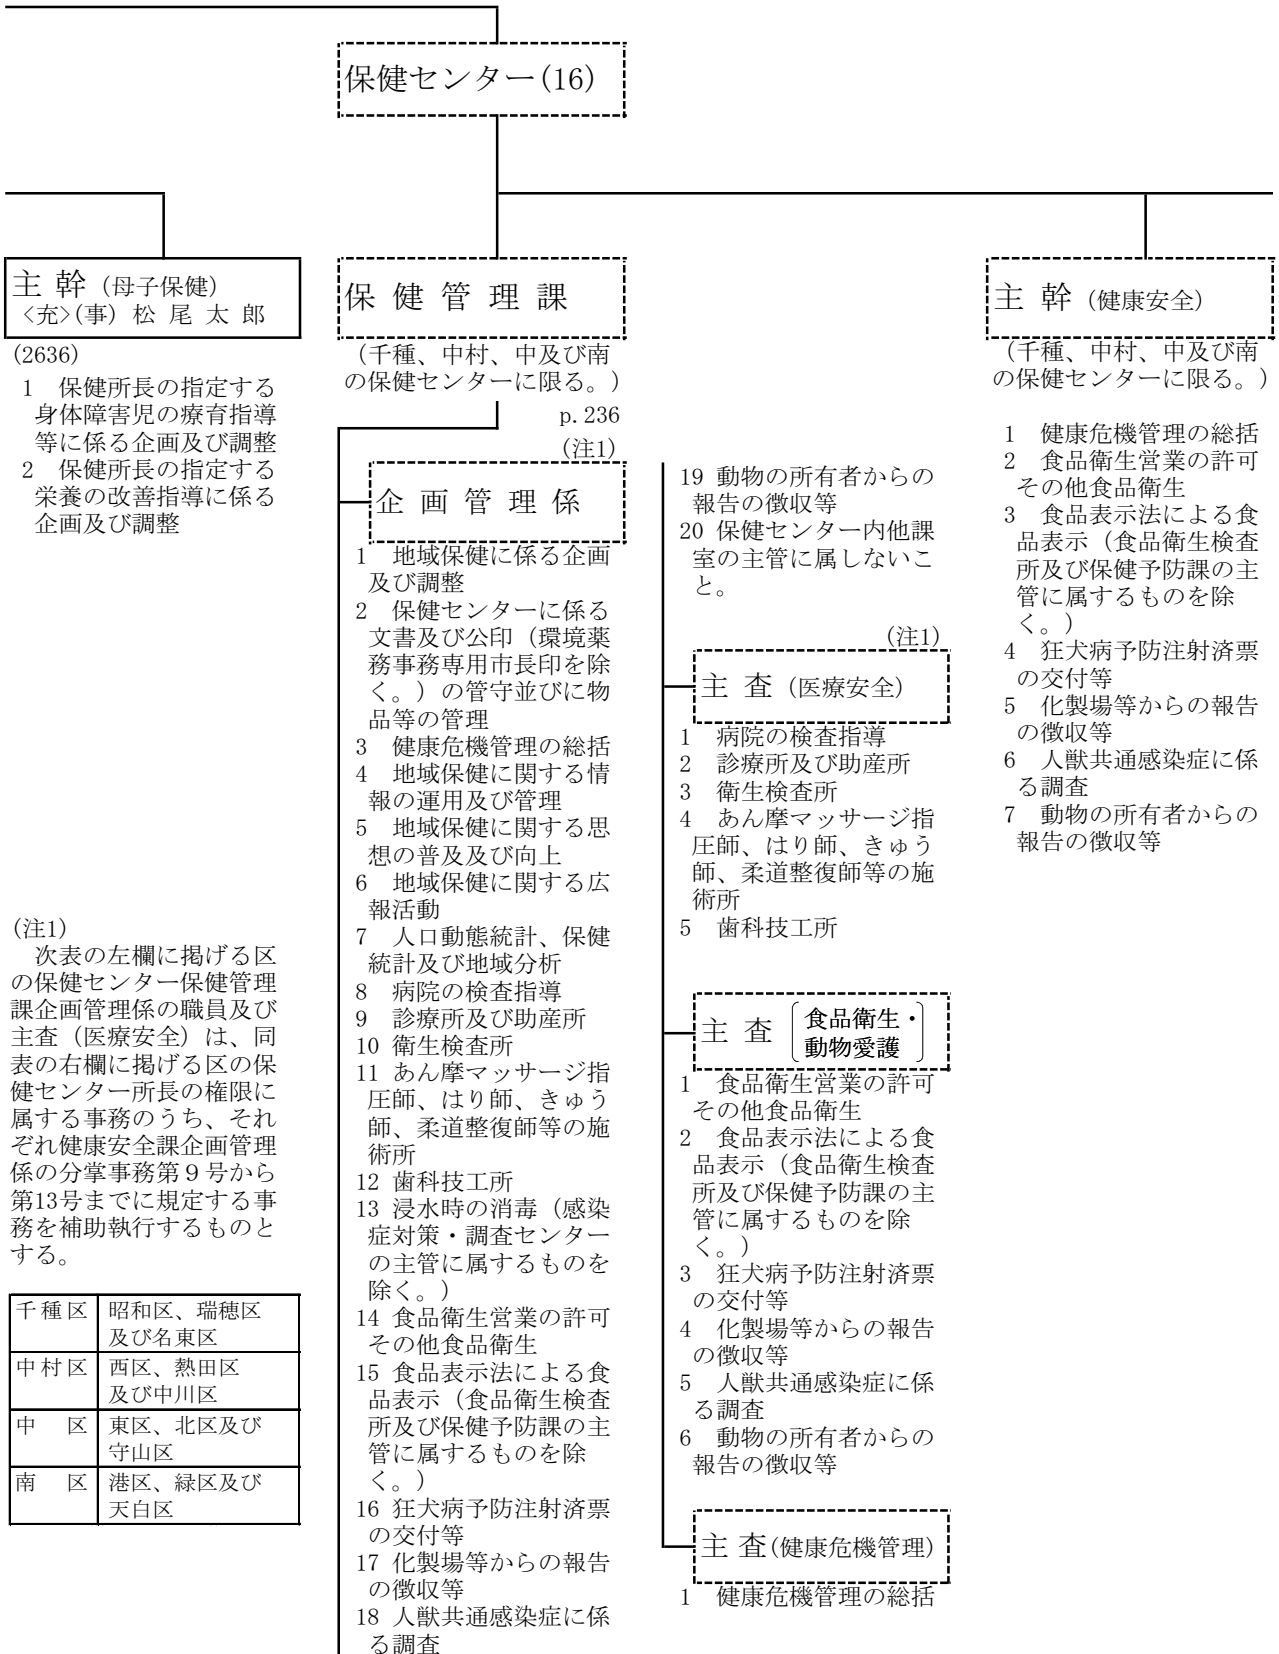 保健センター(16)
主 幹（母子保健）
<充>(事) 松 尾 太 郎
(2636)
1　保健所長の指定する
身体障害児の療育指導
等に係る企画及び調整
2　保健所長の指定する
栄養の改善指導に係る
企画及び調整
(注1)
　次表の左欄に掲げる区
の保健センター保健管理
課企画管理係の職員及び
主査（医療安全）は、同
表の右欄に掲げる区の保
健センター所長の権限に
属する事務のうち、それ
ぞれ健康安全課企画管理
係の分掌事務第９号から
第13号までに規定する事
務を補助執行するものと
する。
千種区 昭和区、瑞穂区
及び名東区
中村区 西区、熱田区
及び中川区
中　区 東区、北区及び
守山区
南　区 港区、緑区及び
天白区
保 健 管 理 課
（千種、中村、中及び南
の保健センターに限る。）
p.236
(注1)
企 画 管 理 係
1　地域保健に係る企画
及び調整
2　保健センターに係る
文書及び公印（環境薬
務事務専用市長印を除
く。）の管守並びに物
品等の管理
3　健康危機管理の総括
4　地域保健に関する情
報の運用及び管理
5　地域保健に関する思
想の普及及び向上
6　地域保健に関する広
報活動
7　人口動態統計、保健
統計及び地域分析
8　病院の検査指導
9　診療所及び助産所
10 衛生検査所
11 あん摩マッサージ指
圧師、はり師、きゅう
師、柔道整復師等の施
術所
12 歯科技工所
13 浸水時の消毒（感染
症対策・調査センター
の主管に属するものを
除く。）
14 食品衛生営業の許可
その他食品衛生
15 食品表示法による食
品表示（食品衛生検査
所及び保健予防課の主
管に属するものを除
く。）
16 狂犬病予防注射済票
の交付等
17 化製場等からの報告
の徴収等
18 人獣共通感染症に係
る調査
19 動物の所有者からの
報告の徴収等
20 保健センター内他課
室の主管に属しないこ
と。
(注1)
主 査（医療安全）
1　病院の検査指導
2　診療所及び助産所
3　衛生検査所
4　あん摩マッサージ指
圧師、はり師、きゅう
師、柔道整復師等の施
術所
5　歯科技工所
主 査〔食品衛生・
動物愛護〕
1　食品衛生営業の許可
その他食品衛生
2　食品表示法による食
品表示（食品衛生検査
所及び保健予防課の主
管に属するものを除
く。）
3　狂犬病予防注射済票
の交付等
4　化製場等からの報告
の徴収等
5　人獣共通感染症に係
る調査
6　動物の所有者からの
報告の徴収等
主 査(健康危機管理)
1　健康危機管理の総括
主 幹（健康安全）
（千種、中村、中及び南
の保健センターに限る。）
1　健康危機管理の総括
2　食品衛生営業の許可
その他食品衛生
3　食品表示法による食
品表示（食品衛生検査
所及び保健予防課の主
管に属するものを除
く。）
4　狂犬病予防注射済票
の交付等
5　化製場等からの報告
の徴収等
6　人獣共通感染症に係
る調査
7　動物の所有者からの
報告の徴収等